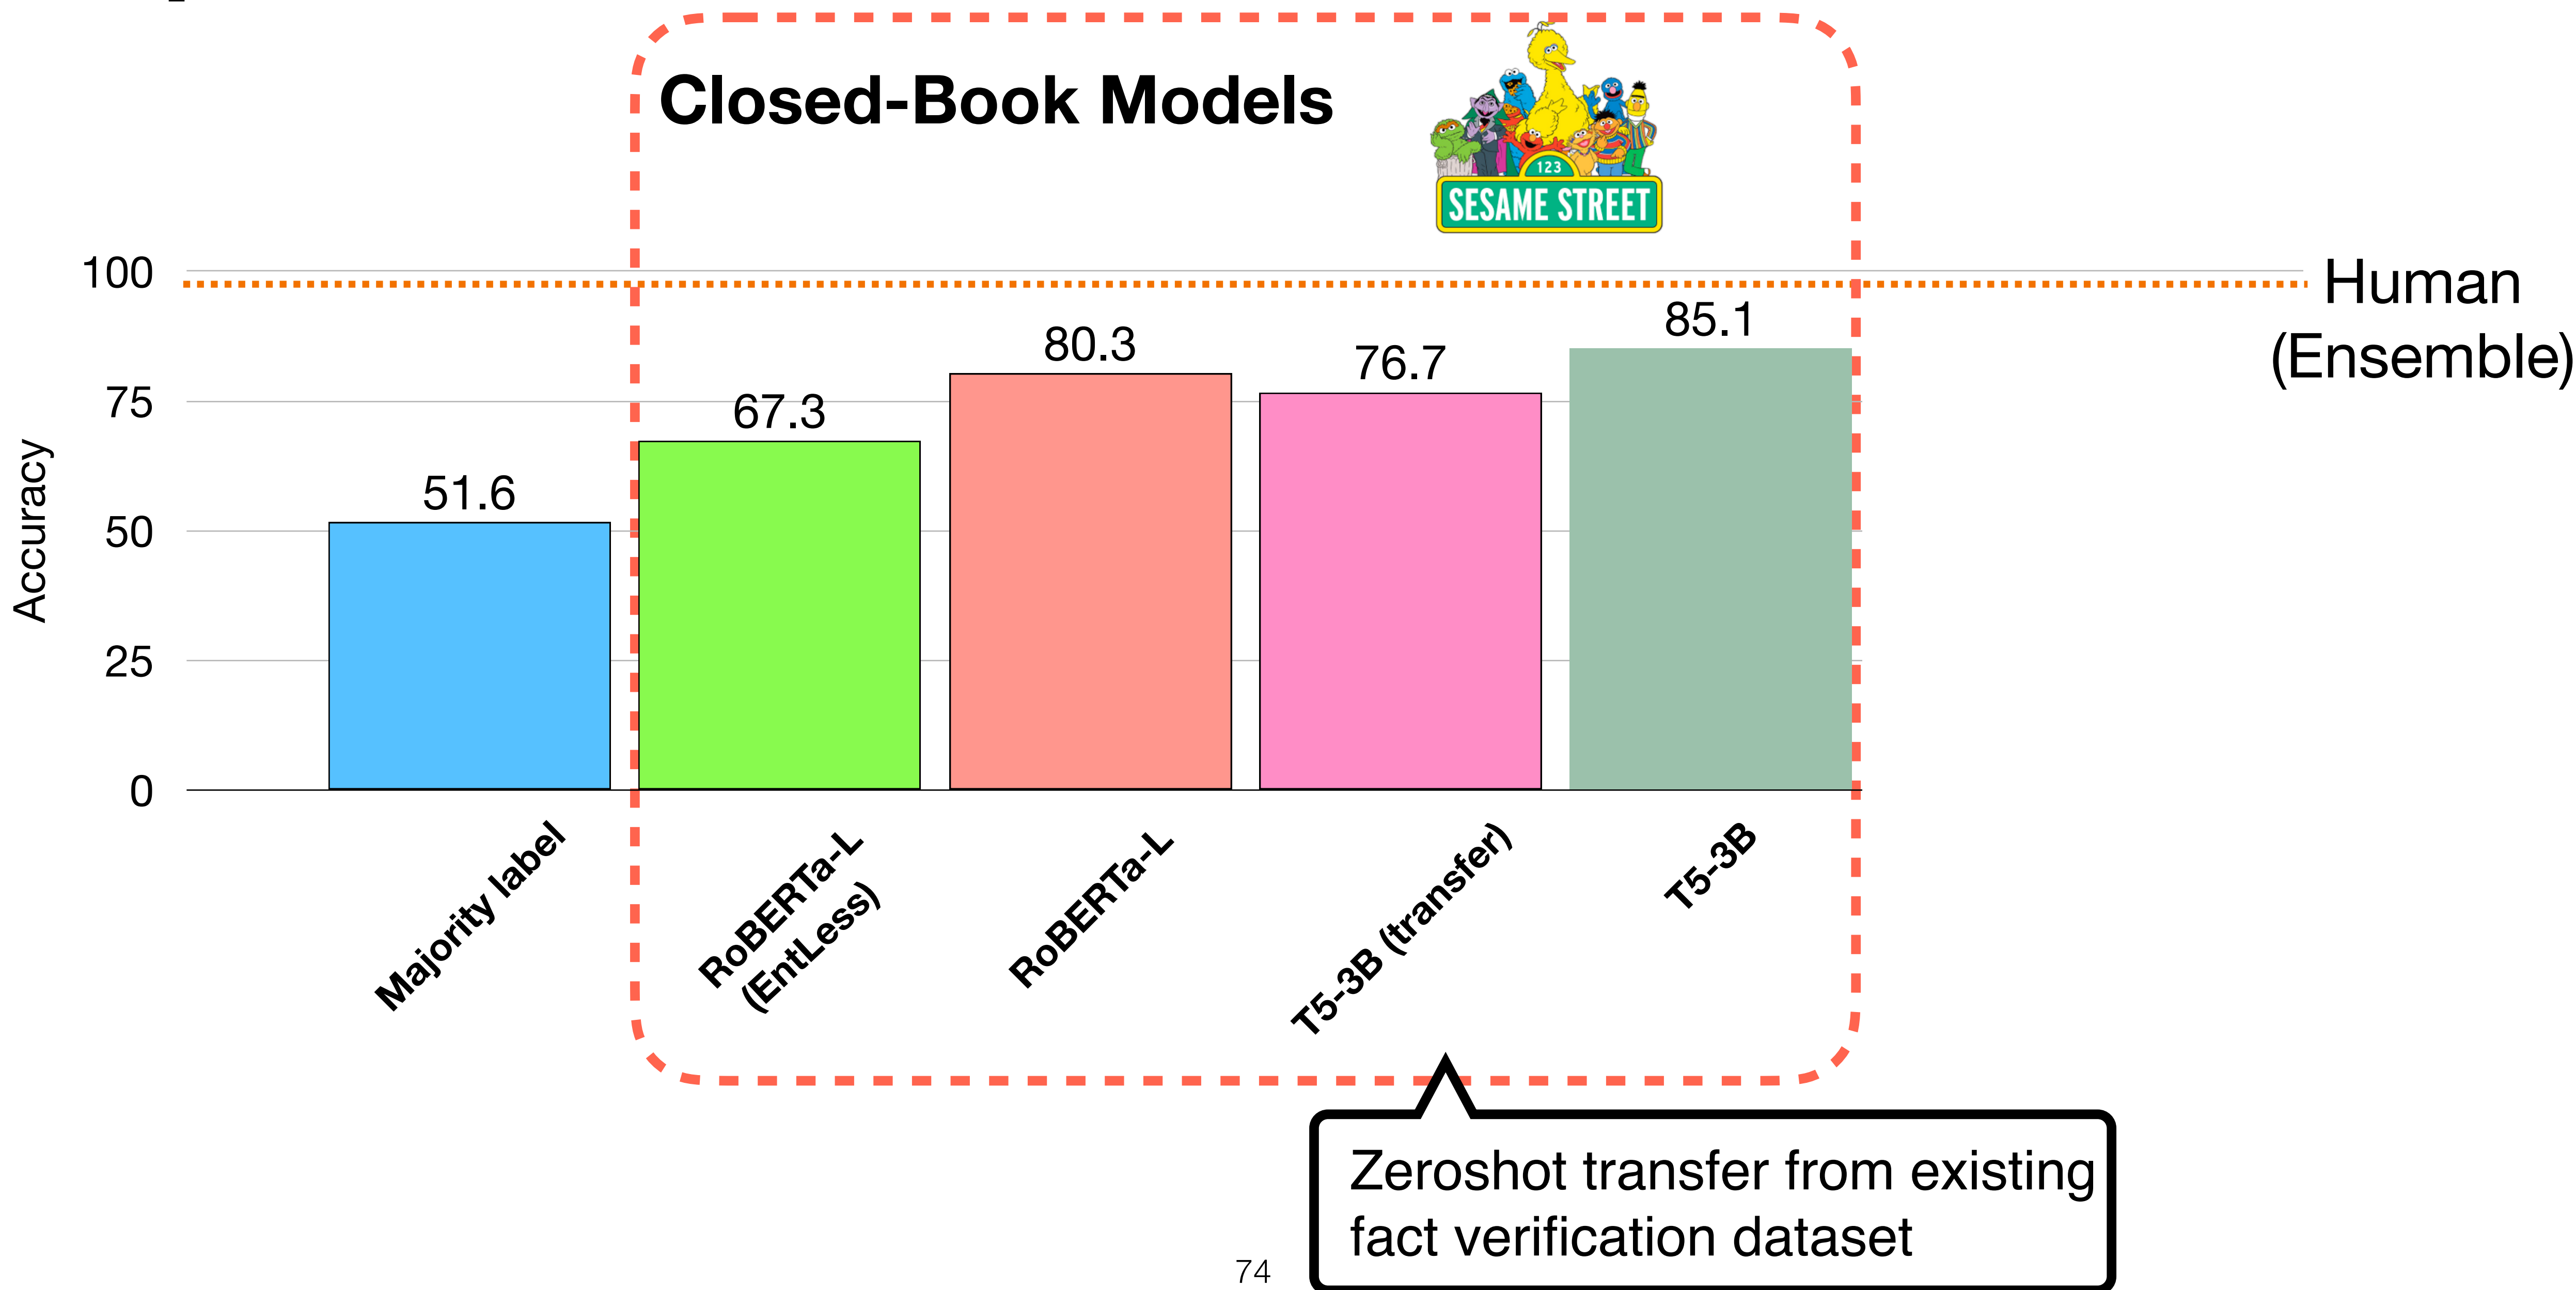 Closed-Book Models
123
SESAME STREET
100
75
50
25
0
Accuracy
51.6
67.3
80.3
76.7
85.1
Human
(Ensemble)
Majority label
RoBERTa-L
(EntLess)
RoBERTa-L
T5-3B (transfer)
T5-3B
Zeroshot transfer from existing
fact verification dataset
74